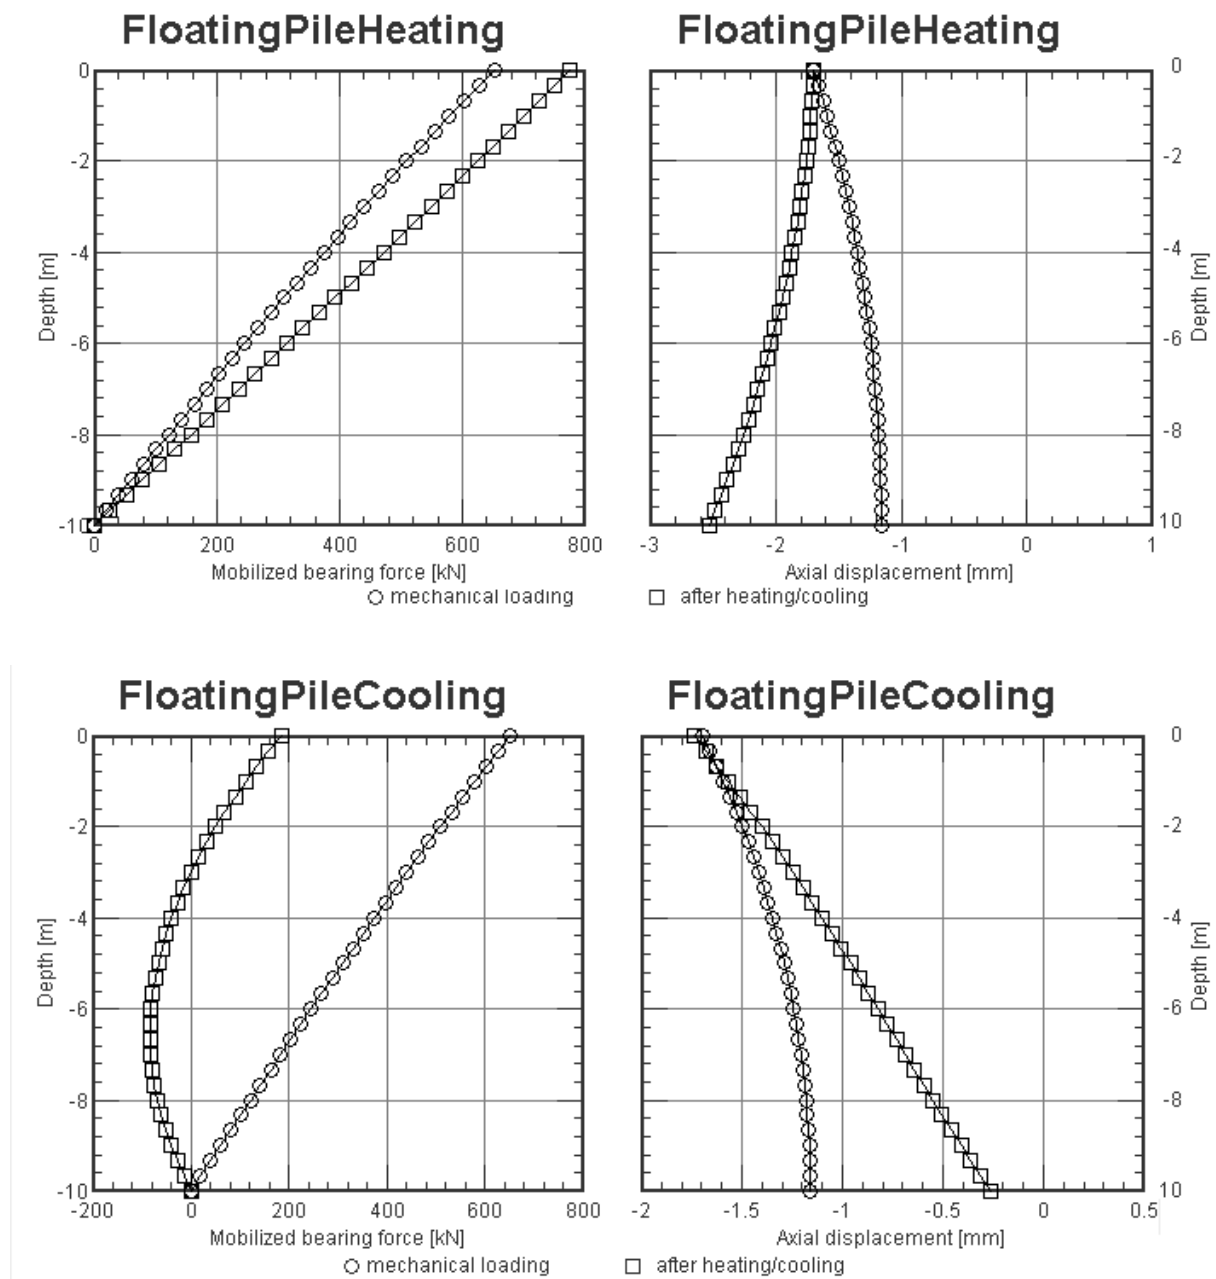 FloatingPileHeating FloatingPileHeating
0 0
-2 -2
-4 -4
-6 -6
-8 -8
-10 10
Depth [m] Depth [m]
0 200 400 600 800 -3 -2 -1 0 1
Mobilized bearing force [kN] Axial displacement [mm]
mechanical loading after heating/cooling
FloatingPileCooling FloatingPileCooling
0 0
-2 -2
-4 -4
-6 -6
-8 -8
-10 10
Depth [m] Depth [m]
-200 0 200 400 600 800 -2 -1.5 -1 -0.5 0 0.5
Mobilized bearing force [kN] Axial displacement [mm]
mechanical loading after heating/cooling